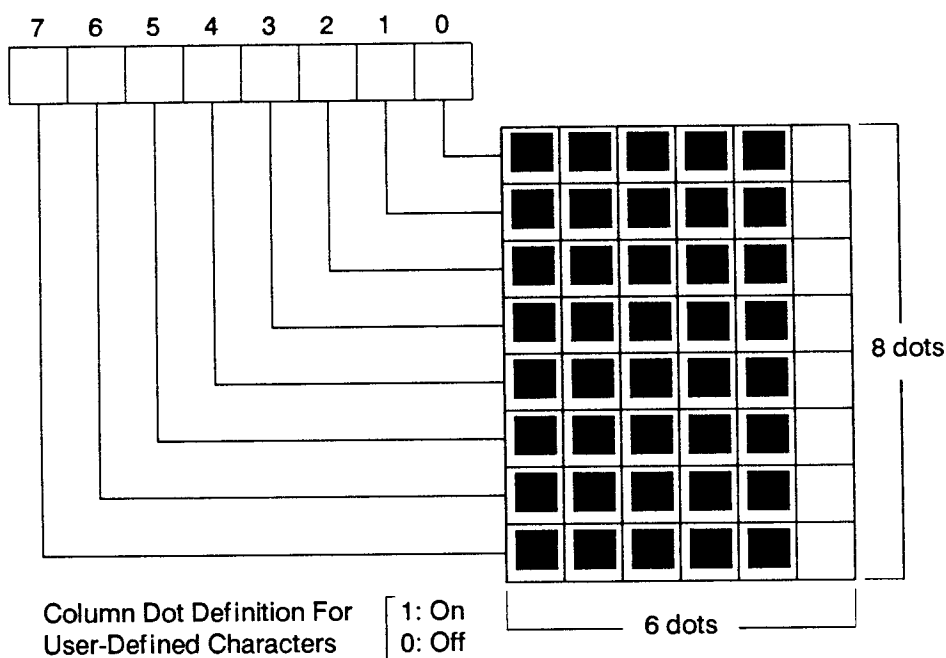 7 6 5 4 3 2 1 0
8 dots
6 dots
Column Dot Definition For
User-Defined Characters
1: On
0: Off